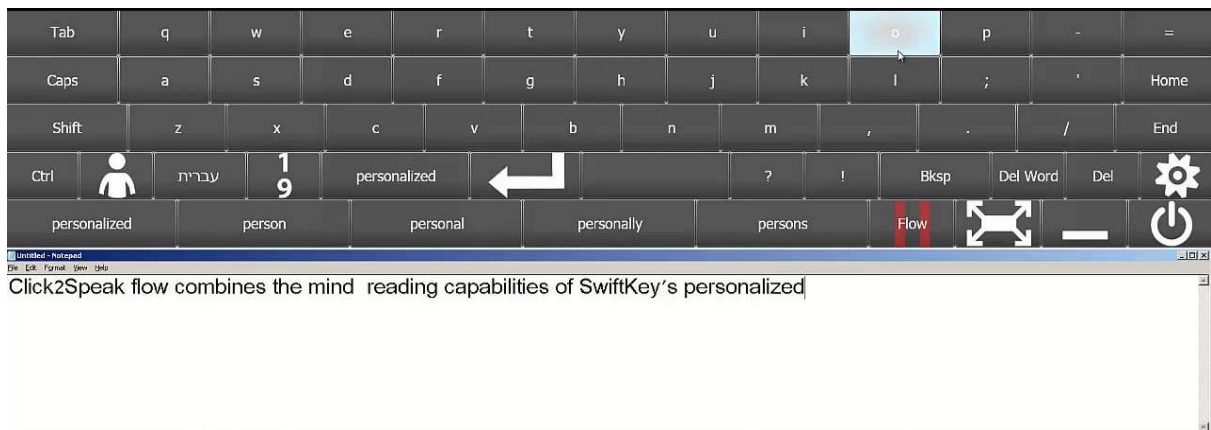 Tab q w e r t y u i o p - =
Caps a s d f g h j k l ; ' Home
Shift z x c v b n m , . / End
Ctrl עברית 1 9 personalized ? ! Bksp Del Word Del
personalized person personal personally persons Flow
Untitled - Notepad
File Edit Format View Help
Click2Speak flow combines the mind  reading capabilities of SwiftKey's personalized